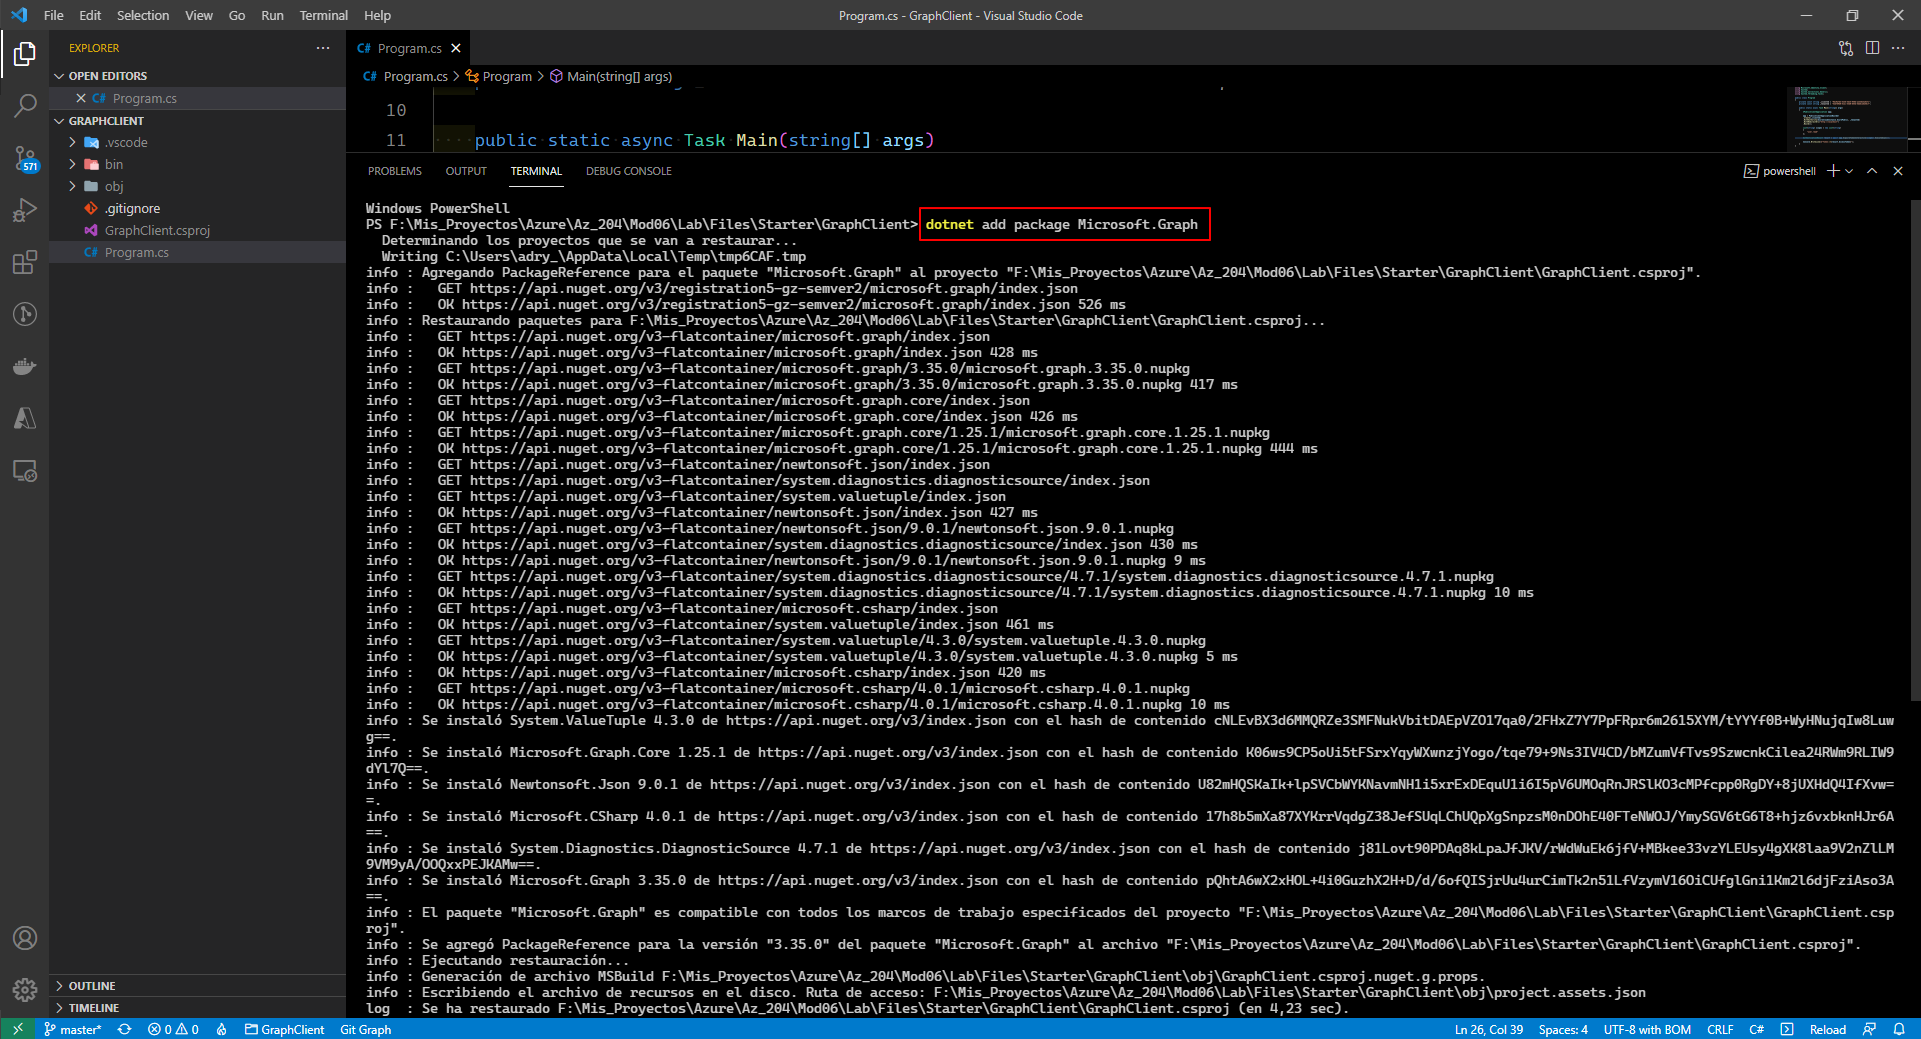 File Edit Selection View Go Run Terminal Help
Program.cs - GraphClient - Visual Studio Code
EXPLORER
OPEN EDITORS
C# Program.cs
GRAPHCLIENT
.vscode
bin
obj
.gitignore
GraphClient.csproj
C# Program.cs
571
OUTLINE
TIMELINE
C# Program.cs
C# Program.cs > Program > Main(string[] args)
10
11 public static async Task Main(string[] args)
PROBLEMS OUTPUT TERMINAL DEBUG CONSOLE
powershell
Windows PowerShell
PS F:\Mis_Proyectos\Azure\Az_204\Mod06\Lab\Files\Starter\GraphClient> dotnet add package Microsoft.Graph
Determinando los proyectos que se van a restaurar...
Writing C:\Users\adry_\AppData\Local\Temp\tmp6CAF.tmp
info : Agregando PackageReference para el paquete "Microsoft.Graph" al proyecto "F:\Mis_Proyectos\Azure\Az_204\Mod06\Lab\Files\Starter\GraphClient\GraphClient.csproj".
info : GET https://api.nuget.org/v3/registration5-gz-semver2/microsoft.graph/index.json
info : OK https://api.nuget.org/v3/registration5-gz-semver2/microsoft.graph/index.json 526 ms
info : Restaurando paquetes para F:\Mis_Proyectos\Azure\Az_204\Mod06\Lab\Files\Starter\GraphClient\GraphClient.csproj...
info : GET https://api.nuget.org/v3-flatcontainer/microsoft.graph/index.json
info : OK https://api.nuget.org/v3-flatcontainer/microsoft.graph/index.json 428 ms
info : GET https://api.nuget.org/v3-flatcontainer/microsoft.graph/3.35.0/microsoft.graph.3.35.0.nupkg
info : OK https://api.nuget.org/v3-flatcontainer/microsoft.graph/3.35.0/microsoft.graph.3.35.0.nupkg 417 ms
info : GET https://api.nuget.org/v3-flatcontainer/microsoft.graph.core/index.json
info : OK https://api.nuget.org/v3-flatcontainer/microsoft.graph.core/index.json 426 ms
info : GET https://api.nuget.org/v3-flatcontainer/microsoft.graph.core/1.25.1/microsoft.graph.core.1.25.1.nupkg
info : OK https://api.nuget.org/v3-flatcontainer/microsoft.graph.core/1.25.1/microsoft.graph.core.1.25.1.nupkg 444 ms
info : GET https://api.nuget.org/v3-flatcontainer/newtonsoft.json/index.json
info : GET https://api.nuget.org/v3-flatcontainer/system.diagnostics.diagnosticsource/index.json
info : GET https://api.nuget.org/v3-flatcontainer/system.valuetuple/index.json
info : OK https://api.nuget.org/v3-flatcontainer/newtonsoft.json/index.json 427 ms
info : GET https://api.nuget.org/v3-flatcontainer/newtonsoft.json/9.0.1/newtonsoft.json.9.0.1.nupkg
info : OK https://api.nuget.org/v3-flatcontainer/system.diagnostics.diagnosticsource/index.json 430 ms
info : OK https://api.nuget.org/v3-flatcontainer/newtonsoft.json/9.0.1/newtonsoft.json.9.0.1.nupkg 9 ms
info : GET https://api.nuget.org/v3-flatcontainer/system.diagnostics.diagnosticsource/4.7.1/system.diagnostics.diagnosticsource.4.7.1.nupkg
info : OK https://api.nuget.org/v3-flatcontainer/system.diagnostics.diagnosticsource/4.7.1/system.diagnostics.diagnosticsource.4.7.1.nupkg 10 ms
info : GET https://api.nuget.org/v3-flatcontainer/microsoft.csharp/index.json
info : OK https://api.nuget.org/v3-flatcontainer/system.valuetuple/index.json 461 ms
info : GET https://api.nuget.org/v3-flatcontainer/system.valuetuple/4.3.0/system.valuetuple.4.3.0.nupkg
info : OK https://api.nuget.org/v3-flatcontainer/system.valuetuple/4.3.0/system.valuetuple.4.3.0.nupkg 5 ms
info : OK https://api.nuget.org/v3-flatcontainer/microsoft.csharp/index.json 420 ms
info : GET https://api.nuget.org/v3-flatcontainer/microsoft.csharp/4.0.1/microsoft.csharp.4.0.1.nupkg
info : OK https://api.nuget.org/v3-flatcontainer/microsoft.csharp/4.0.1/microsoft.csharp.4.0.1.nupkg 10 ms
info : Se instaló System.ValueTuple 4.3.0 de https://api.nuget.org/v3/index.json con el hash de contenido cNLEvBX3d6MMQRZe3SMFNukVbitDAEpVZO17qa0/2FHxZ7Y7PpFRpr6m2615XYM/tYYYf0B+WyHNujqIw8Luw
g==.
info : Se instaló Microsoft.Graph.Core 1.25.1 de https://api.nuget.org/v3/index.json con el hash de contenido K06ws9CP5oUi5tFSrxYqyWXwnzjYogo/tqe79+9Ns3IV4CD/bMZumVfTvs9SzwcnkCilea24RWm9RLIW9
dYl7Q==.
info : Se instaló Newtonsoft.Json 9.0.1 de https://api.nuget.org/v3/index.json con el hash de contenido U82mHQSKaIk+lpSVCbWYKNavmNH1i5xrExDEquU1i6I5pV6UMOqRnJRSlKO3cMPfcpp0RgDY+8jUXHdQ4IfXvw=
=.
info : Se instaló Microsoft.CSharp 4.0.1 de https://api.nuget.org/v3/index.json con el hash de contenido 17h8b5mXa87XYKrrVqdgZ38JefSUqLChUQpXgSnpzsM0nDOhE40FTeNWOJ/YmySGV6tG6T8+hjz6vxbknHJr6A
==.
info : Se instaló System.Diagnostics.DiagnosticSource 4.7.1 de https://api.nuget.org/v3/index.json con el hash de contenido j81Lovt90PDAq8kLpaJfJKV/rWdWuEk6jfV+MBkee33vzYLEUsy4gXK8laa9V2nZlLM
9VM9yA/OOQxxPEJKAMw==.
info : Se instaló Microsoft.Graph 3.35.0 de https://api.nuget.org/v3/index.json con el hash de contenido pQhtA6wX2xHOL+4i0GuzhX2H+D/d/6ofQISjrUu4urCimTk2n51LfVzymV16OiCUfglGni1Km2l6djFziAso3A
==.
info : El paquete "Microsoft.Graph" es compatible con todos los marcos de trabajo especificados del proyecto "F:\Mis_Proyectos\Azure\Az_204\Mod06\Lab\Files\Starter\GraphClient\GraphClient.csp
roj".
info : Se agregó PackageReference para la versión "3.35.0" del paquete "Microsoft.Graph" al archivo "F:\Mis_Proyectos\Azure\Az_204\Mod06\Lab\Files\Starter\GraphClient\GraphClient.csproj".
info : Ejecutando restauración...
info : Generación de archivo MSBuild F:\Mis_Proyectos\Azure\Az_204\Mod06\Lab\Files\Starter\GraphClient\obj\GraphClient.csproj.nuget.g.props.
info : Escribiendo el archivo de recursos en el disco. Ruta de acceso: F:\Mis_Proyectos\Azure\Az_204\Mod06\Lab\Files\Starter\GraphClient\obj\project.assets.json
log : Se ha restaurado F:\Mis_Proyectos\Azure\Az_204\Mod06\Lab\Files\Starter\GraphClient\GraphClient.csproj (en 4,23 sec).
master* 0 0 GraphClient Git Graph
Ln 26, Col 39 Spaces: 4 UTF-8 with BOM CRLF C# Reload